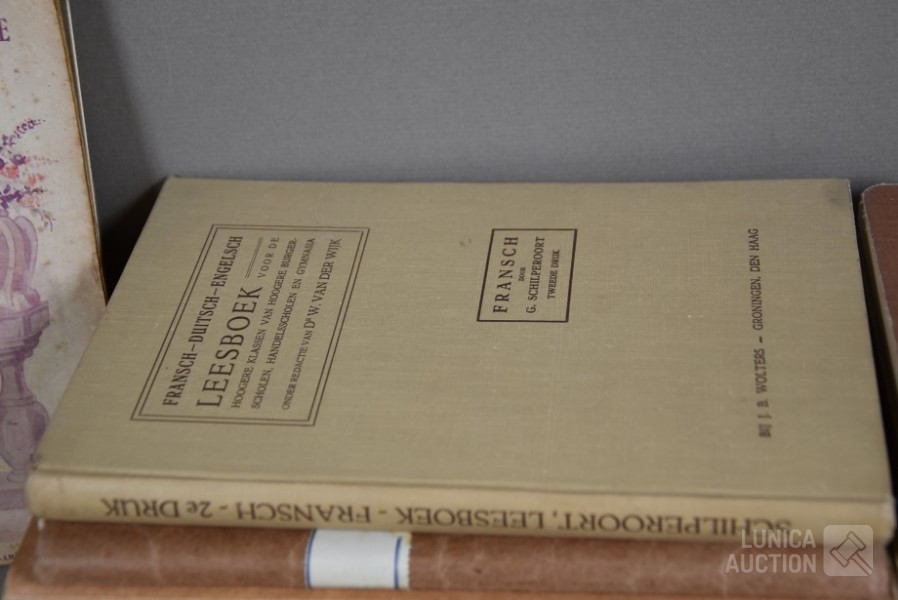 FRANSCH–DUITSCH–ENGELSCH
LEESBOEK VOOR DE
HOOGERE KLASSEN VAN HOOGERE BURGER-
SCHOLEN, HANDELSSCHOLEN EN GYMNASIA
ONDER REDACTIE VAN DR W. VAN DER WIJK
FRANSCH
DOOR
G. SCHILPEROORT
TWEEDE DRUK
BIJ J. B. WOLTERS – GRONINGEN, DEN HAAG
SCHILPEROORT, LEESBOEK - FRANSCH - 2e DRUK
E
LUNICA
AUCTION